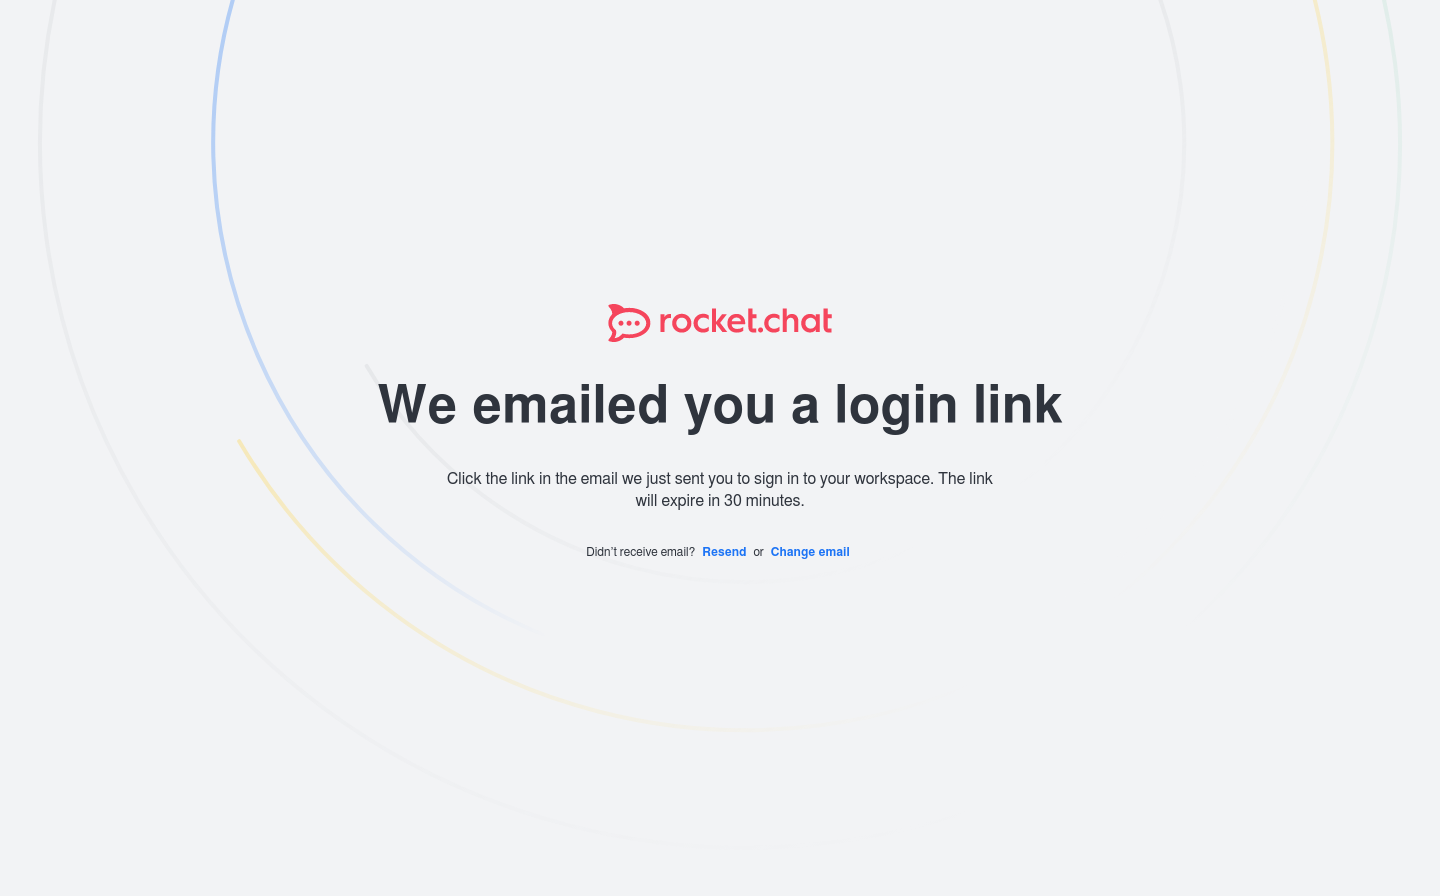 rocket.chat
We emailed you a login link
Click the link in the email we just sent you to sign in to your workspace. The link
will expire in 30 minutes.
Didn’t receive email? Resend or Change email